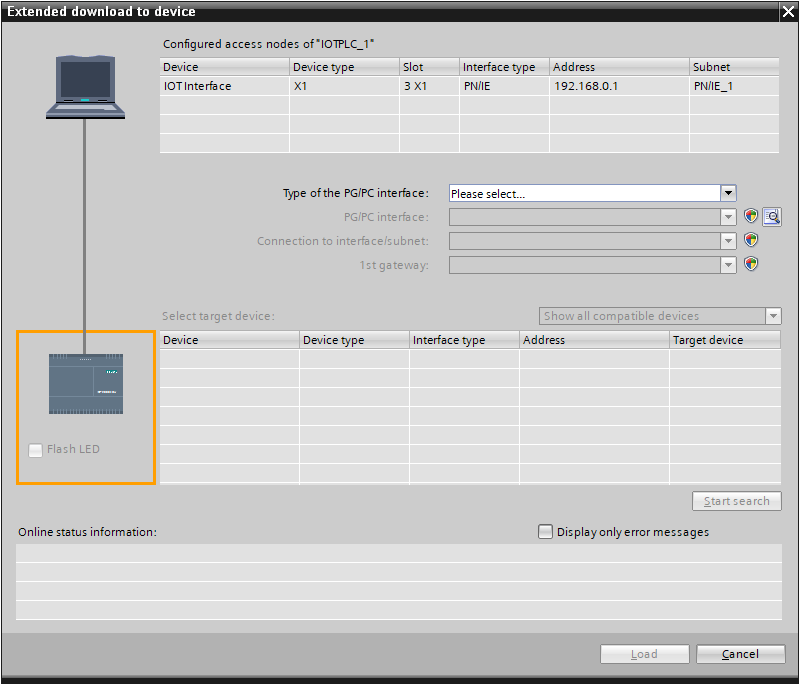 Extended download to device
Configured access nodes of "IOTPLC_1"
Device Device type Slot Interface type Address Subnet
IOT Interface X1 3 X1 PN/IE 192.168.0.1 PN/IE_1
Type of the PG/PC interface: Please select...
PG/PC interface:
Connection to interface/subnet:
1st gateway:
Select target device: Show all compatible devices
Device Device type Interface type Address Target device
Flash LED
Start search
Online status information: Display only error messages
Load Cancel